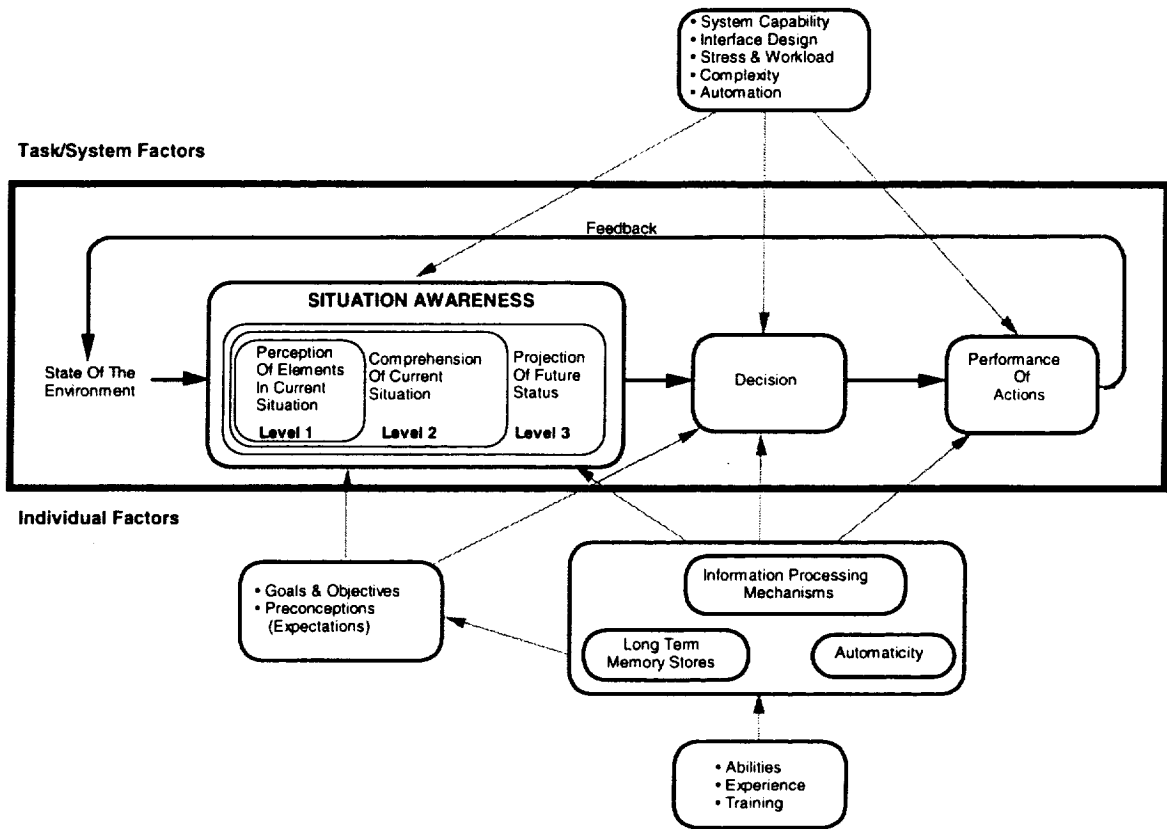 • System Capability
• Interface Design
• Stress & Workload
• Complexity
• Automation
Task/System Factors
Feedback
SITUATION AWARENESS
State Of The
Environment
Perception
Of Elements
In Current
Situation
Level 1
Comprehension
Of Current
Situation
Level 2
Projection
Of Future
Status
Level 3
Decision
Performance
Of
Actions
Individual Factors
• Goals & Objectives
• Preconceptions
(Expectations)
Information Processing
Mechanisms
Long Term
Memory Stores
Automaticity
• Abilities
• Experience
• Training